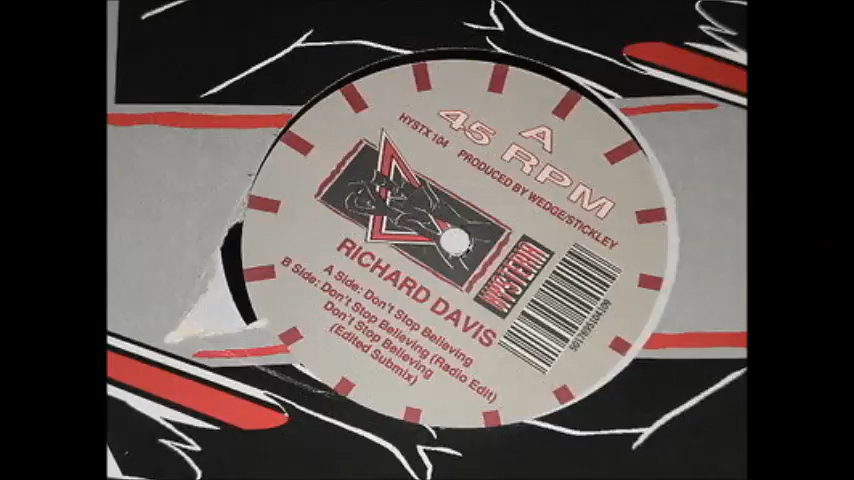 A
45 RPM
HYSTX 104 PRODUCED BY WEDGE/STICKLEY
HYSTERIA
RICHARD DAVIS
A Side: Don't Stop Believing
B Side: Don't Stop Believing (Radio Edit)
Don't Stop Believing
(Edited Submix)